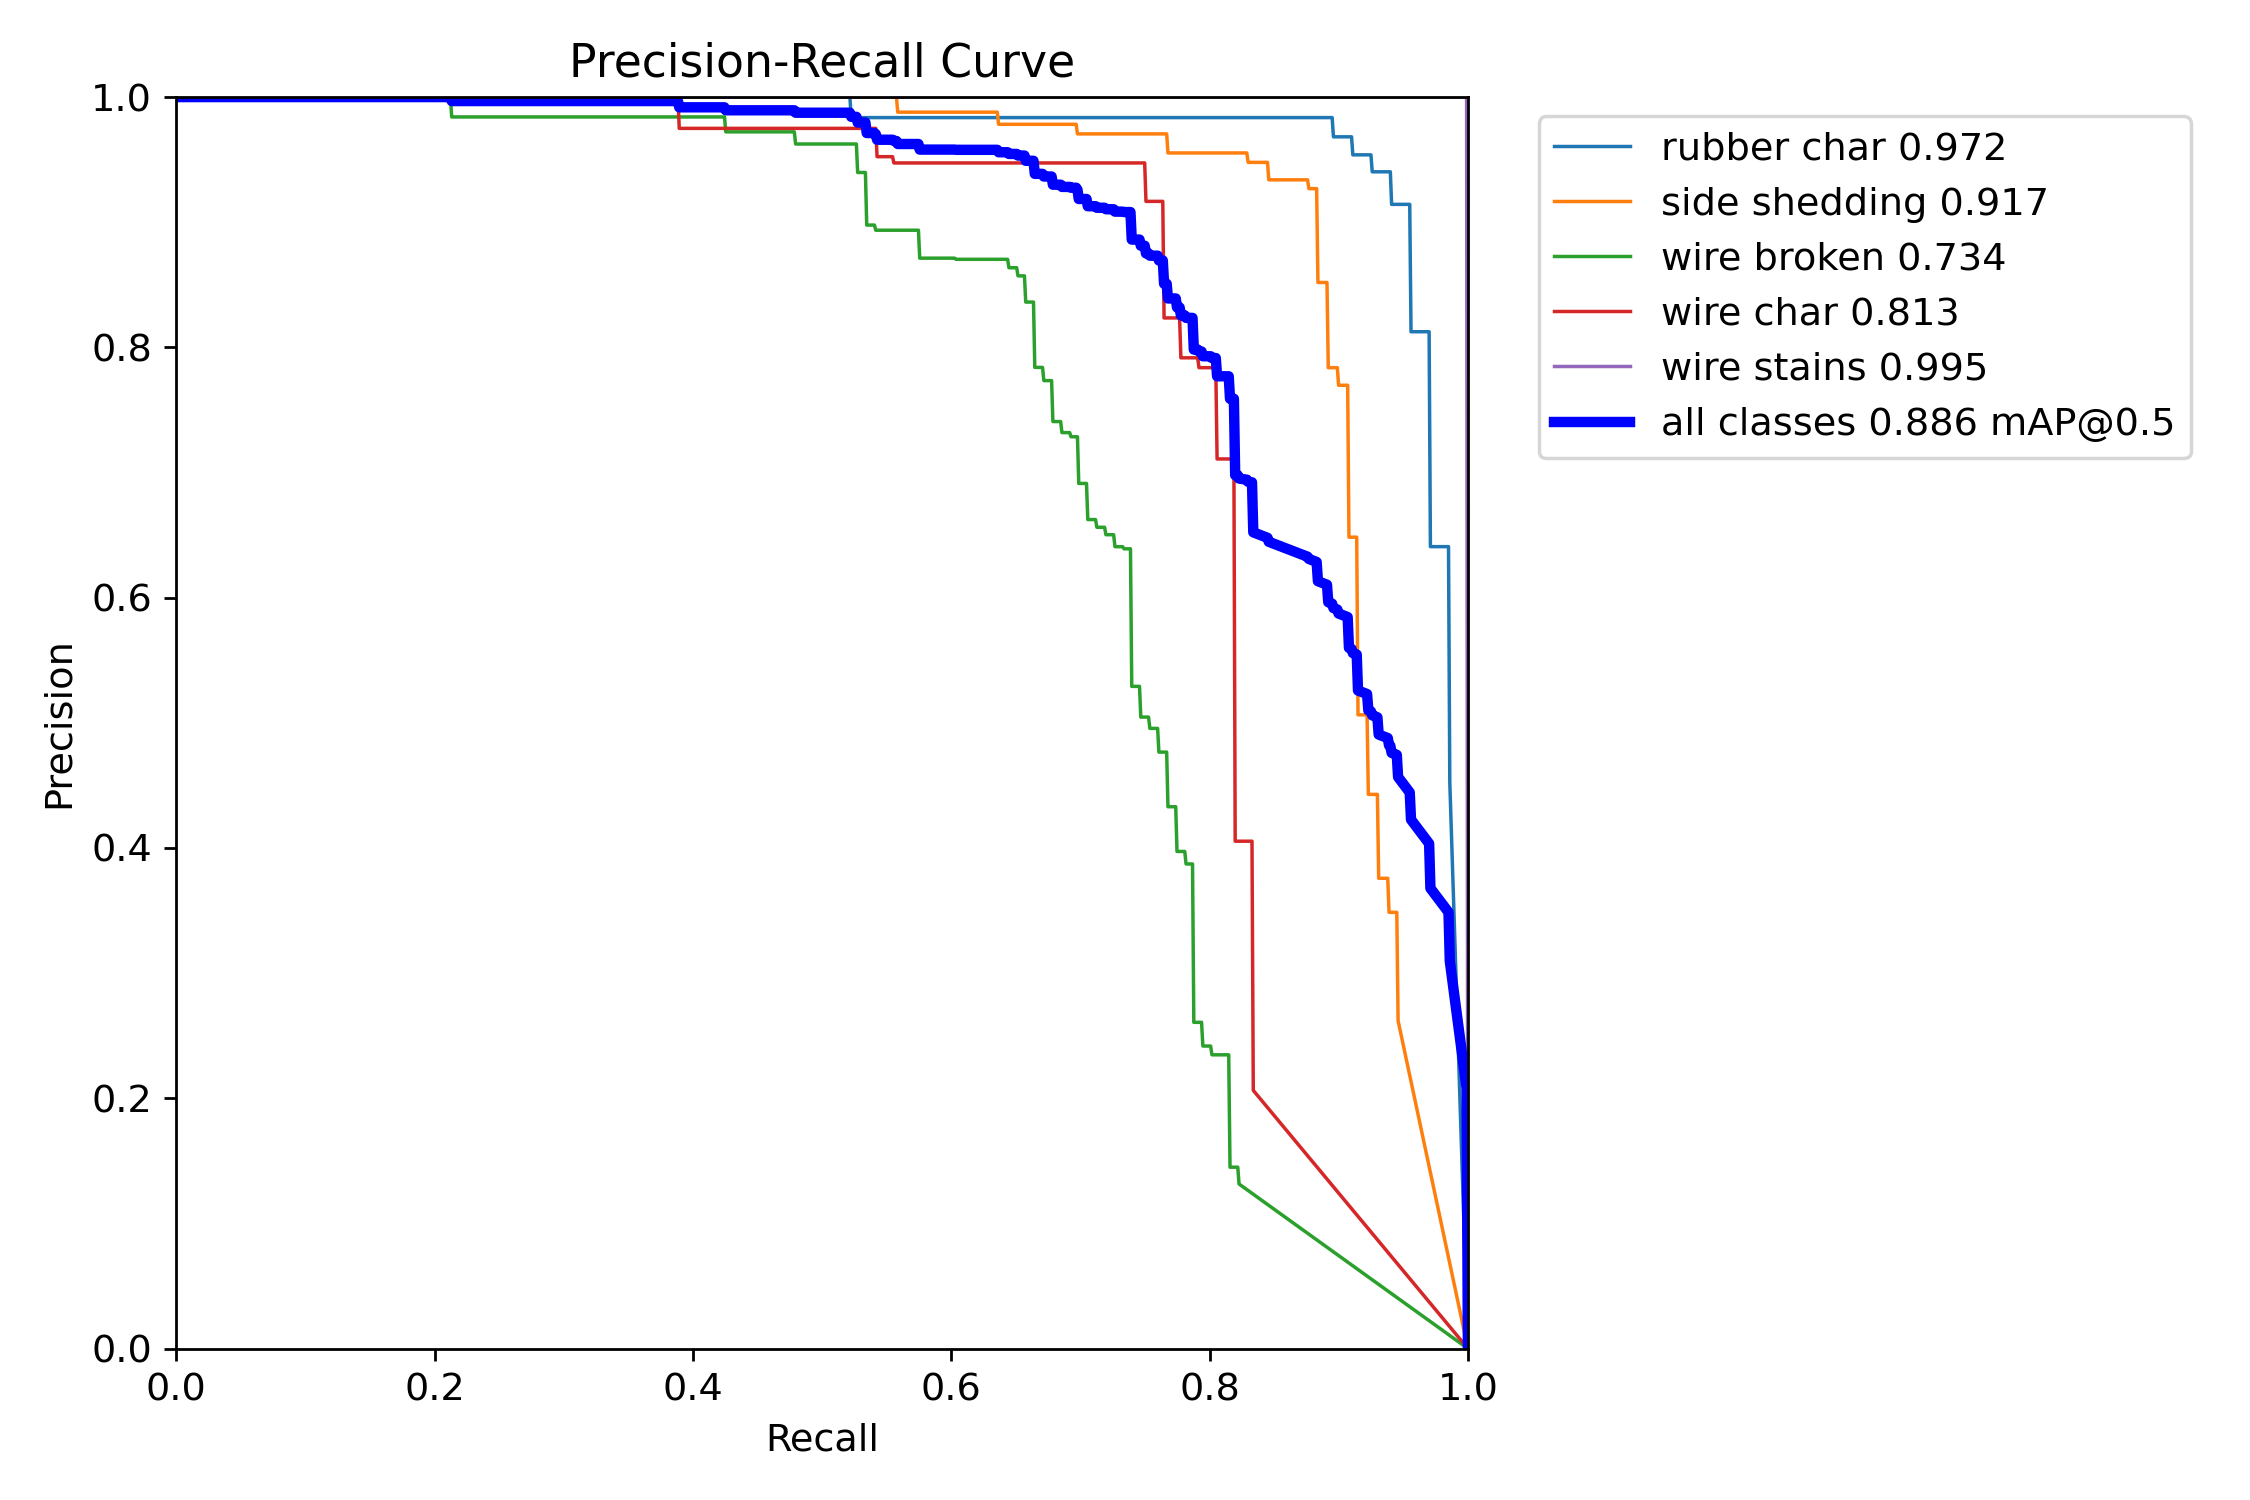 Precision-Recall Curve
1.0
0.8
0.6
0.4
0.2
0.0
Precision
0.0 0.2 0.4 0.6 0.8 1.0
Recall
rubber char 0.972
side shedding 0.917
wire broken 0.734
wire char 0.813
wire stains 0.995
all classes 0.886 mAP@0.5